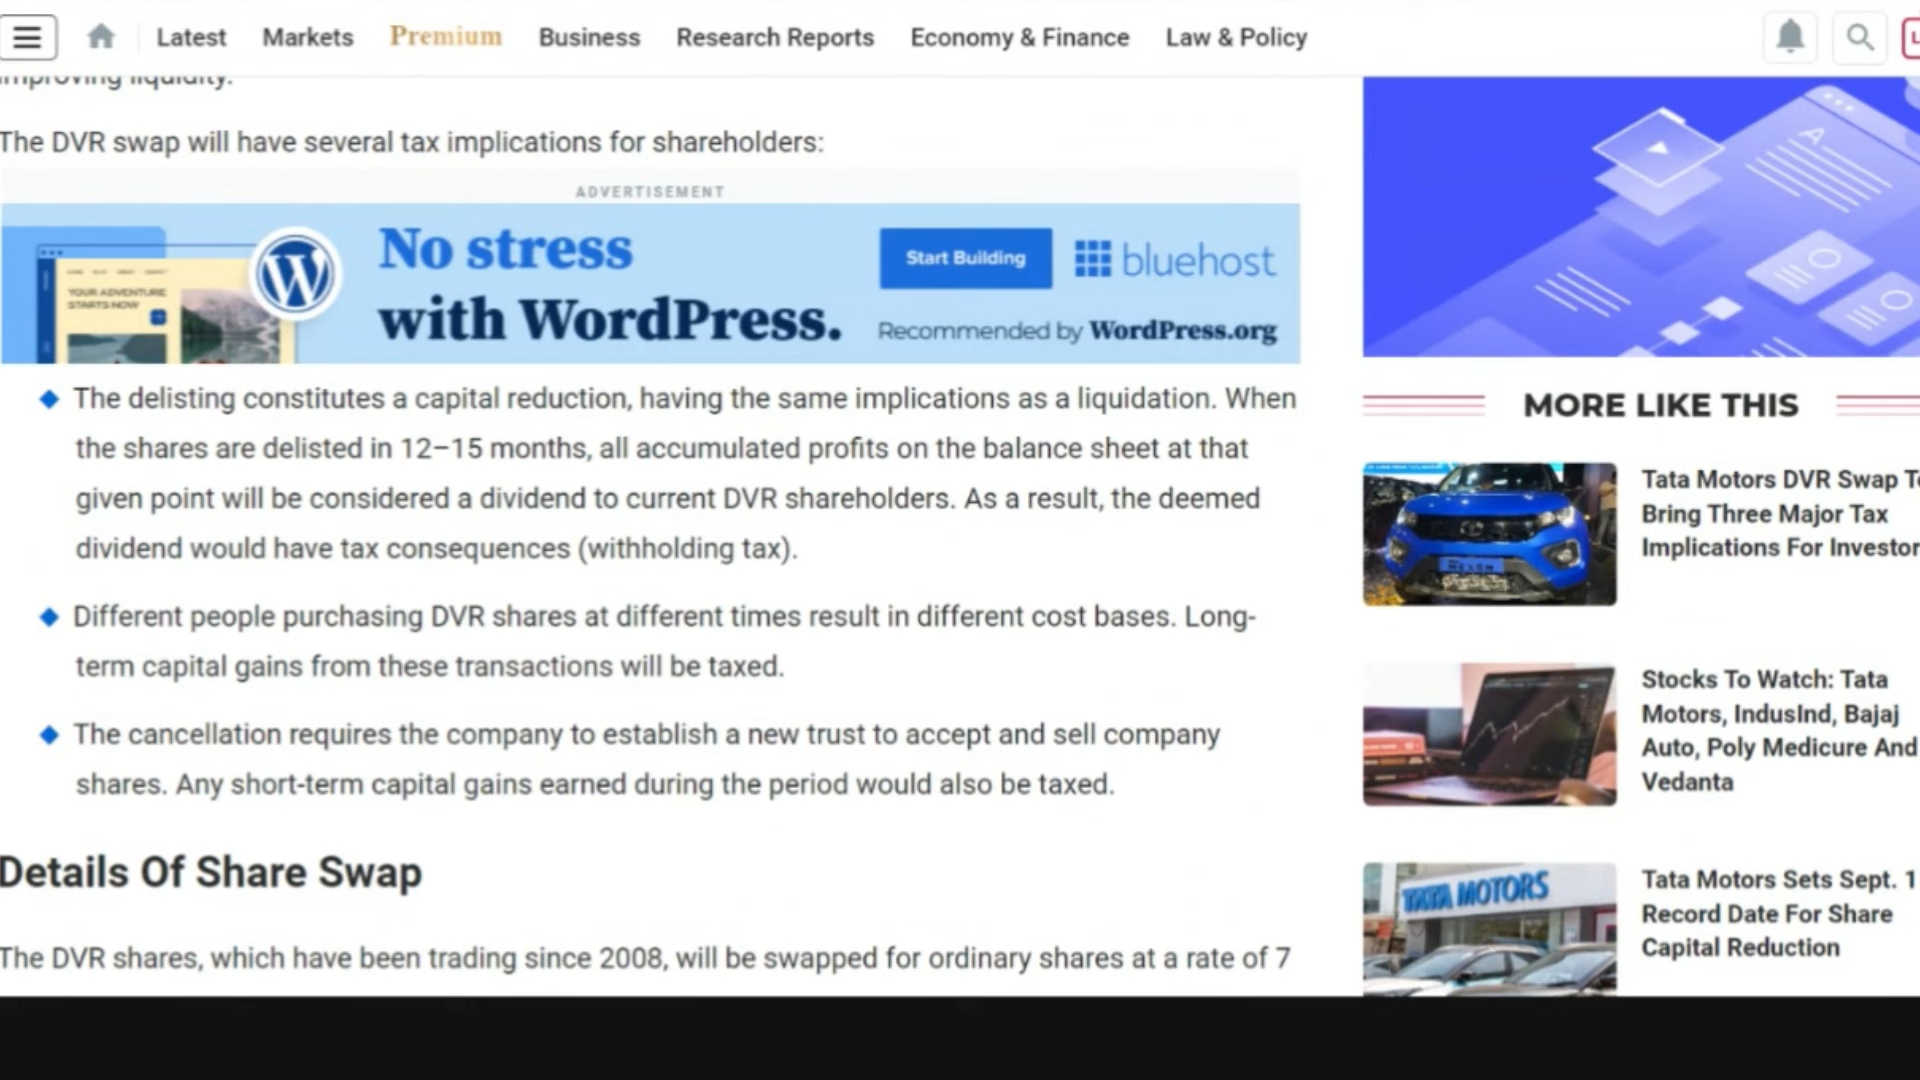 Latest Markets Premium Business Research Reports Economy & Finance Law & Policy
improving liquidity.
The DVR swap will have several tax implications for shareholders:
ADVERTISEMENT
YOUR ADVENTURE
STARTS NOW
No stress
with WordPress.
Start Building
bluehost
Recommended by WordPress.org
The delisting constitutes a capital reduction, having the same implications as a liquidation. When
the shares are delisted in 12–15 months, all accumulated profits on the balance sheet at that
given point will be considered a dividend to current DVR shareholders. As a result, the deemed
dividend would have tax consequences (withholding tax).
Different people purchasing DVR shares at different times result in different cost bases. Long-
term capital gains from these transactions will be taxed.
The cancellation requires the company to establish a new trust to accept and sell company
shares. Any short-term capital gains earned during the period would also be taxed.
Details Of Share Swap
The DVR shares, which have been trading since 2008, will be swapped for ordinary shares at a rate of 7
MORE LIKE THIS
Tata Motors DVR Swap To
Bring Three Major Tax
Implications For Investor
NEXON
Stocks To Watch: Tata
Motors, IndusInd, Bajaj
Auto, Poly Medicure And
Vedanta
TATA MOTORS
Tata Motors Sets Sept. 1
Record Date For Share
Capital Reduction